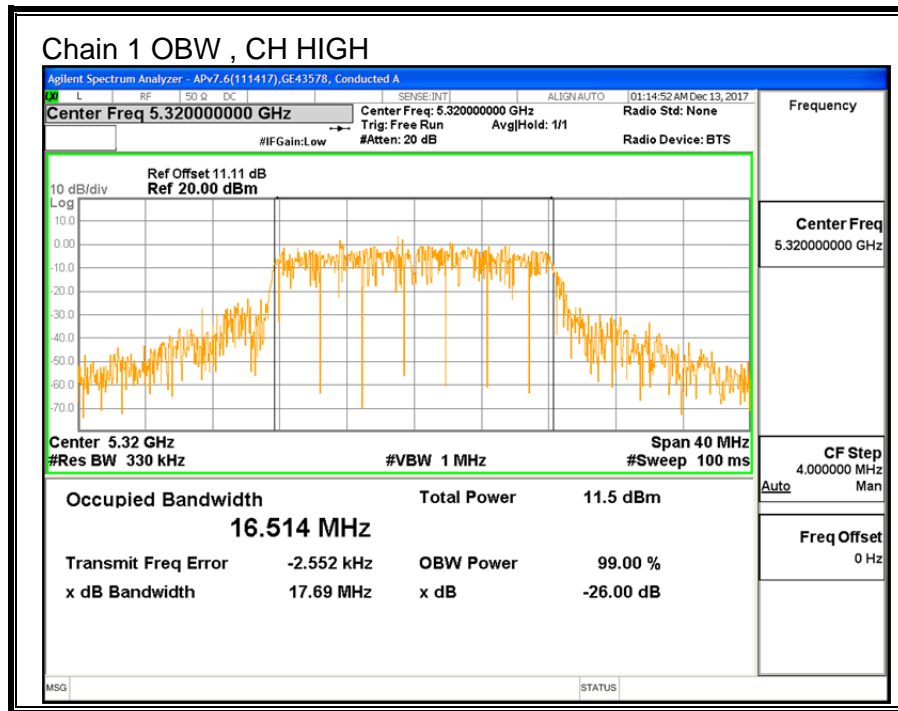 Chain 1 OBW , CH HIGH
Agilent Spectrum Analyzer - APv7.6(111417),GE43578, Conducted A
LXI L RF 50 Ω DC SENSE:INT ALIGN AUTO 01:14:52 AM Dec 13, 2017
Center Freq 5.320000000 GHz
Center Freq: 5.320000000 GHz
Radio Std: None
Trig: Free Run Avg|Hold: 1/1
#IFGain:Low #Atten: 20 dB Radio Device: BTS
Ref Offset 11.11 dB
10 dB/div Ref 20.00 dBm
Log
10.0
0.00
-10.0
-20.0
-30.0
-40.0
-50.0
-60.0
-70.0
Center 5.32 GHz Span 40 MHz
#Res BW 330 kHz #VBW 1 MHz #Sweep 100 ms
Occupied Bandwidth Total Power 11.5 dBm
16.514 MHz
Transmit Freq Error -2.552 kHz OBW Power 99.00 %
x dB Bandwidth 17.69 MHz x dB -26.00 dB
MSG STATUS
Frequency
Center Freq
5.320000000 GHz
CF Step
4.000000 MHz
Auto Man
Freq Offset
0 Hz